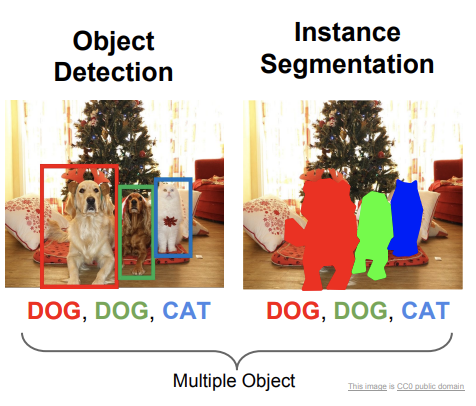 Object
Detection
Instance
Segmentation
DOG, DOG, CAT
DOG, DOG, CAT
Multiple Object
This image is CC0 public domain